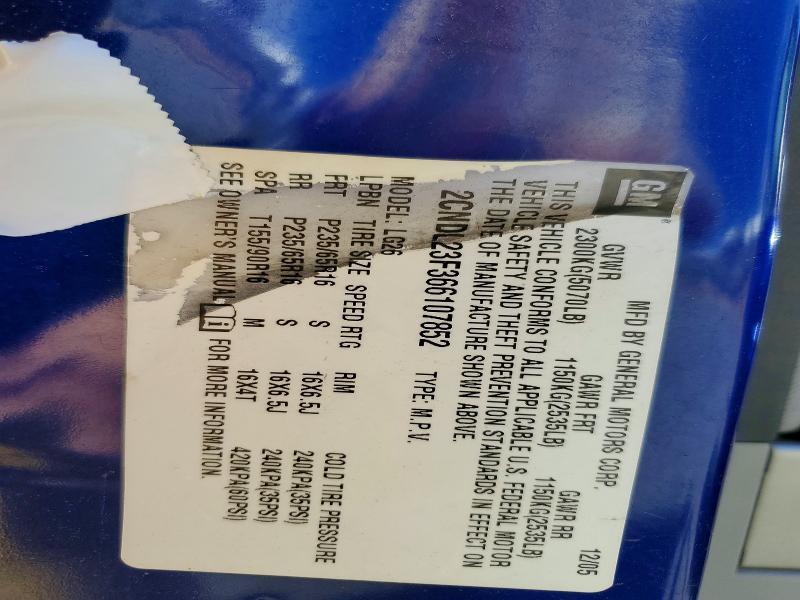 GM®
MFD BY GENERAL MOTORS CORP. 12/05
GVWR GAWR FRT GAWR RR
2300KG(5070LB) 1150KG(2535LB) 1150KG(2535LB)
THIS VEHICLE CONFORMS TO ALL APPLICABLE U.S. FEDERAL MOTOR
VEHICLE SAFETY AND THEFT PREVENTION STANDARDS IN EFFECT ON
THE DATE OF MANUFACTURE SHOWN ABOVE.
2CNDL23F366107852 TYPE: M.P.V.
MODEL: LG26
LPBN TIRE SIZE SPEED RTG RIM COLD TIRE PRESSURE
FRT P235/65R16 S 16X6.5J 240KPA(35PSI)
RR P235/65R16 S 16X6.5J 240KPA(35PSI)
SPA T155/90R16 M 16X4T 420KPA(60PSI)
SEE OWNER'S MANUAL FOR MORE INFORMATION.